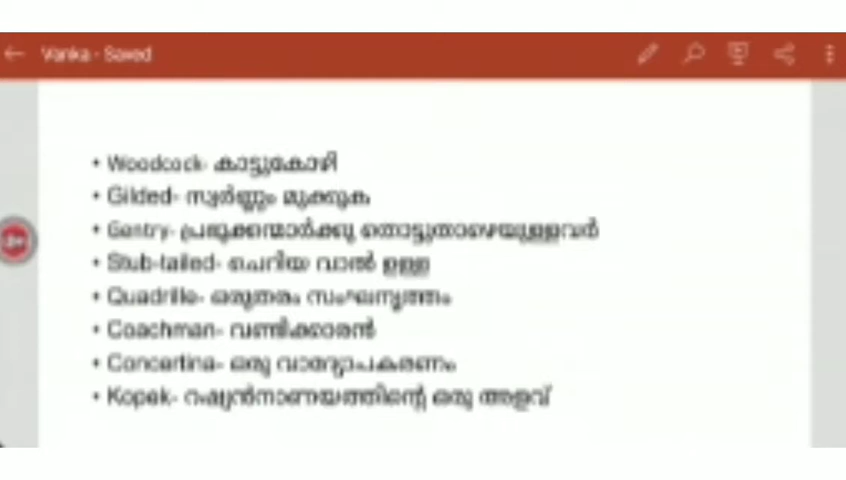 Vanka - Saved
• Woodcock- കാട്ടുകോഴി
• Gilded- സ്വർണ്ണം മുക്കുക
• Gentry- പ്രഭുക്കന്മാർക്കു തൊട്ടുതാഴെയുള്ളവർ
• Stub-tailed- ചെറിയ വാൽ ഉള്ള
• Quadrille- ഒരുതരം സംഘനൃത്തം
• Coachman- വണ്ടിക്കാരൻ
• Concertina- ഒരു വാദ്യോപകരണം
• Kopek- റഷ്യൻനാണയത്തിന്റെ ഒരു അളവ്